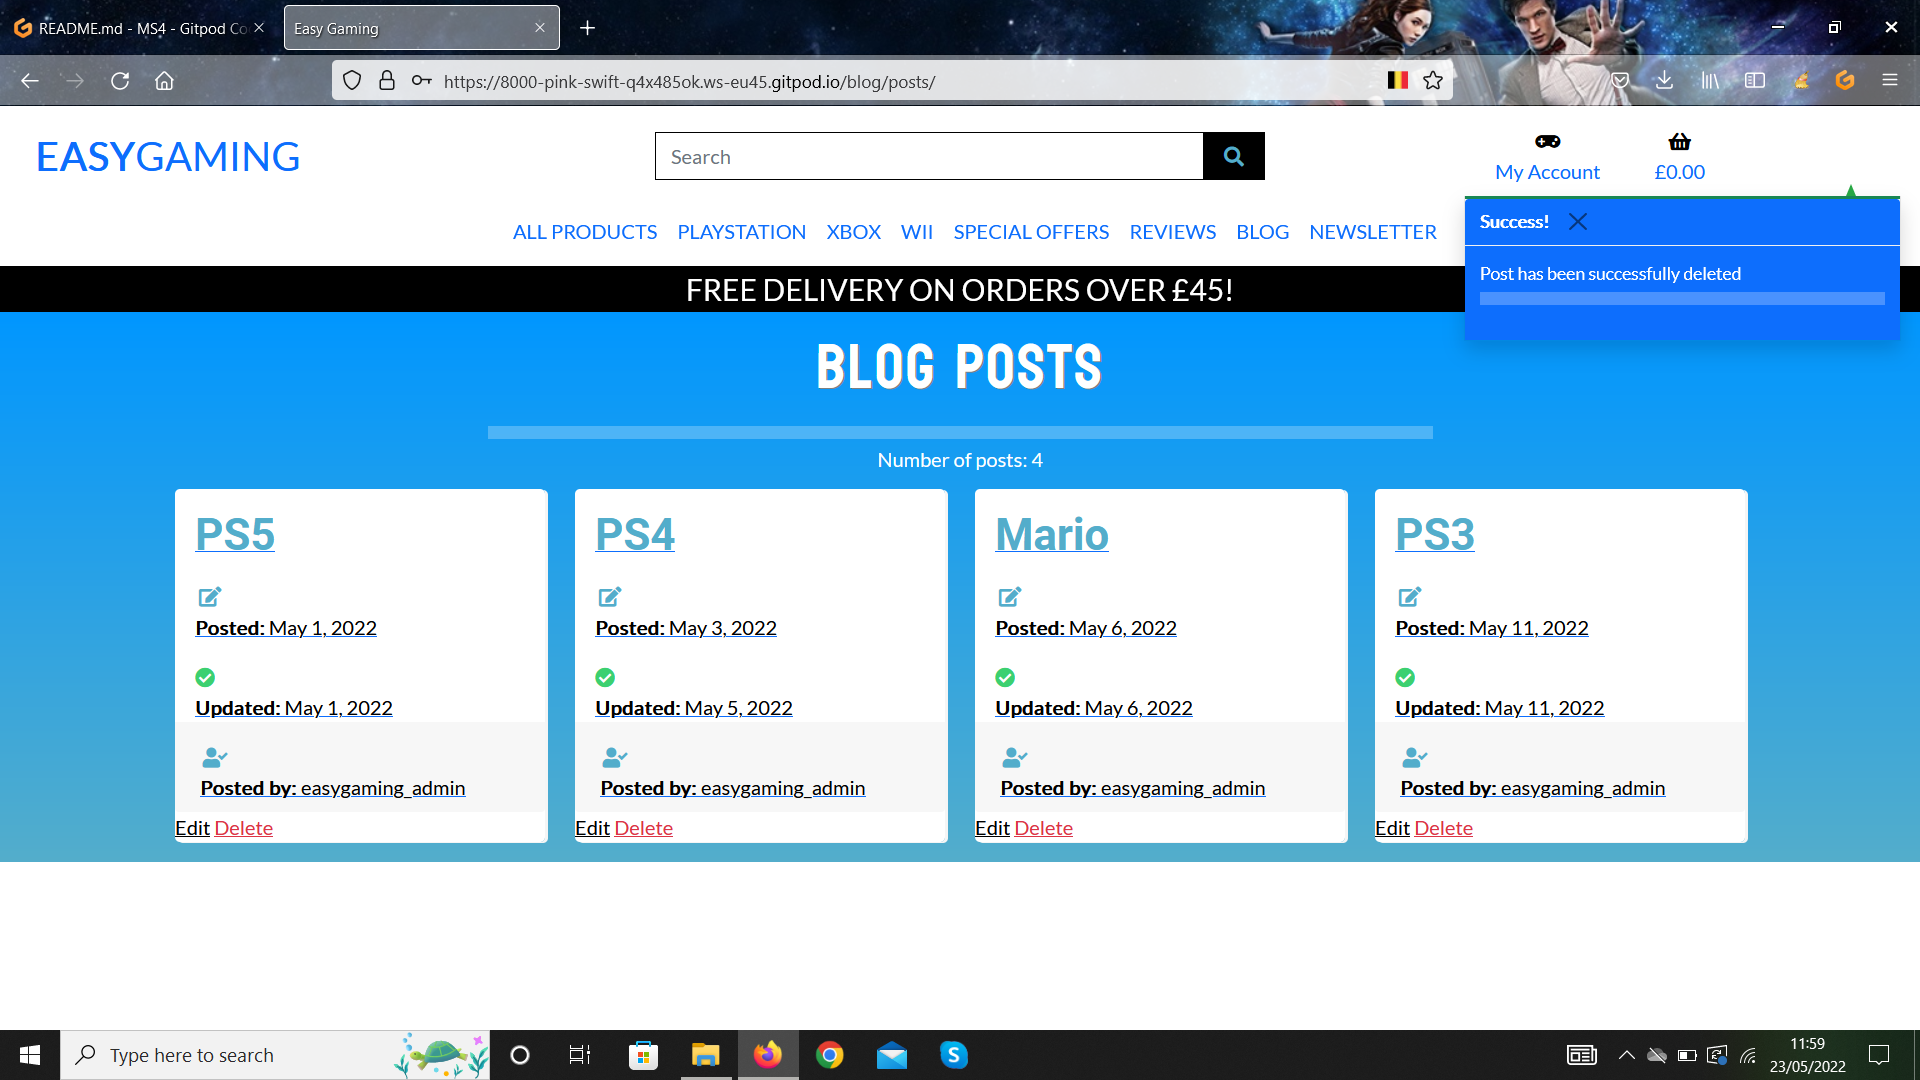 README.md - MS4 - Gitpod Co
Easy Gaming
https://8000-pink-swift-q4x485ok.ws-eu45.gitpod.io/blog/posts/
EASYGAMING
Search
My Account
£0.00
ALL PRODUCTS PLAYSTATION XBOX WII SPECIAL OFFERS REVIEWS BLOG NEWSLETTER
Success!
Post has been successfully deleted
FREE DELIVERY ON ORDERS OVER £45!
BLOG POSTS
Number of posts: 4
PS5
Posted: May 1, 2022
Updated: May 1, 2022
Posted by: easygaming_admin
Edit Delete
PS4
Posted: May 3, 2022
Updated: May 5, 2022
Posted by: easygaming_admin
Edit Delete
Mario
Posted: May 6, 2022
Updated: May 6, 2022
Posted by: easygaming_admin
Edit Delete
PS3
Posted: May 11, 2022
Updated: May 11, 2022
Posted by: easygaming_admin
Edit Delete
Type here to search
11:59
23/05/2022